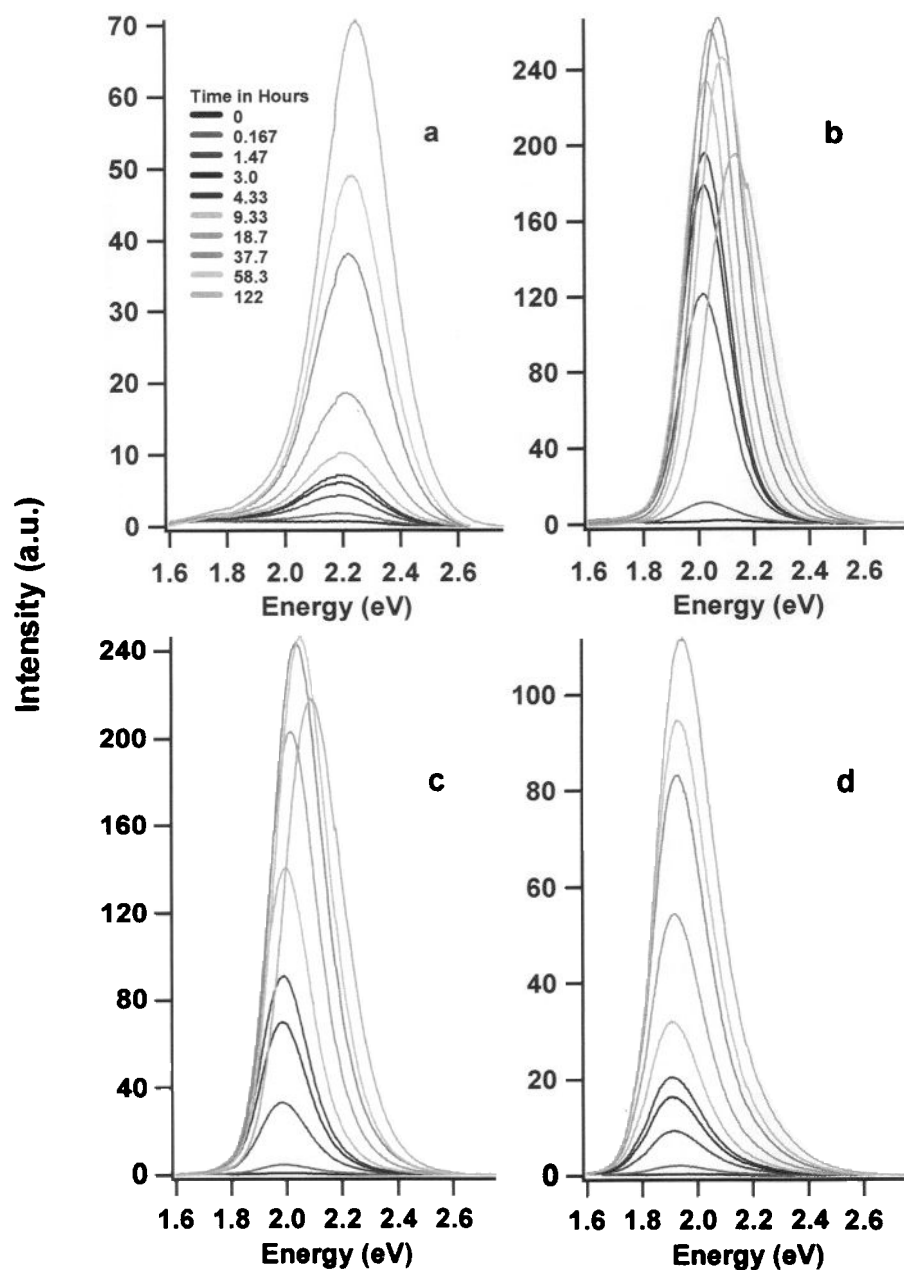 Intensity (a.u.)
70
60
50
40
30
20
10
0
Time in Hours
0
0.167
1.47
3.0
4.33
9.33
18.7
37.7
58.3
122
a
1.6 1.8 2.0 2.2 2.4 2.6
Energy (eV)
240
200
160
120
80
40
0
b
1.6 1.8 2.0 2.2 2.4 2.6
Energy (eV)
240
200
160
120
80
40
0
c
1.6 1.8 2.0 2.2 2.4 2.6
Energy (eV)
100
80
60
40
20
0
d
1.6 1.8 2.0 2.2 2.4 2.6
Energy (eV)